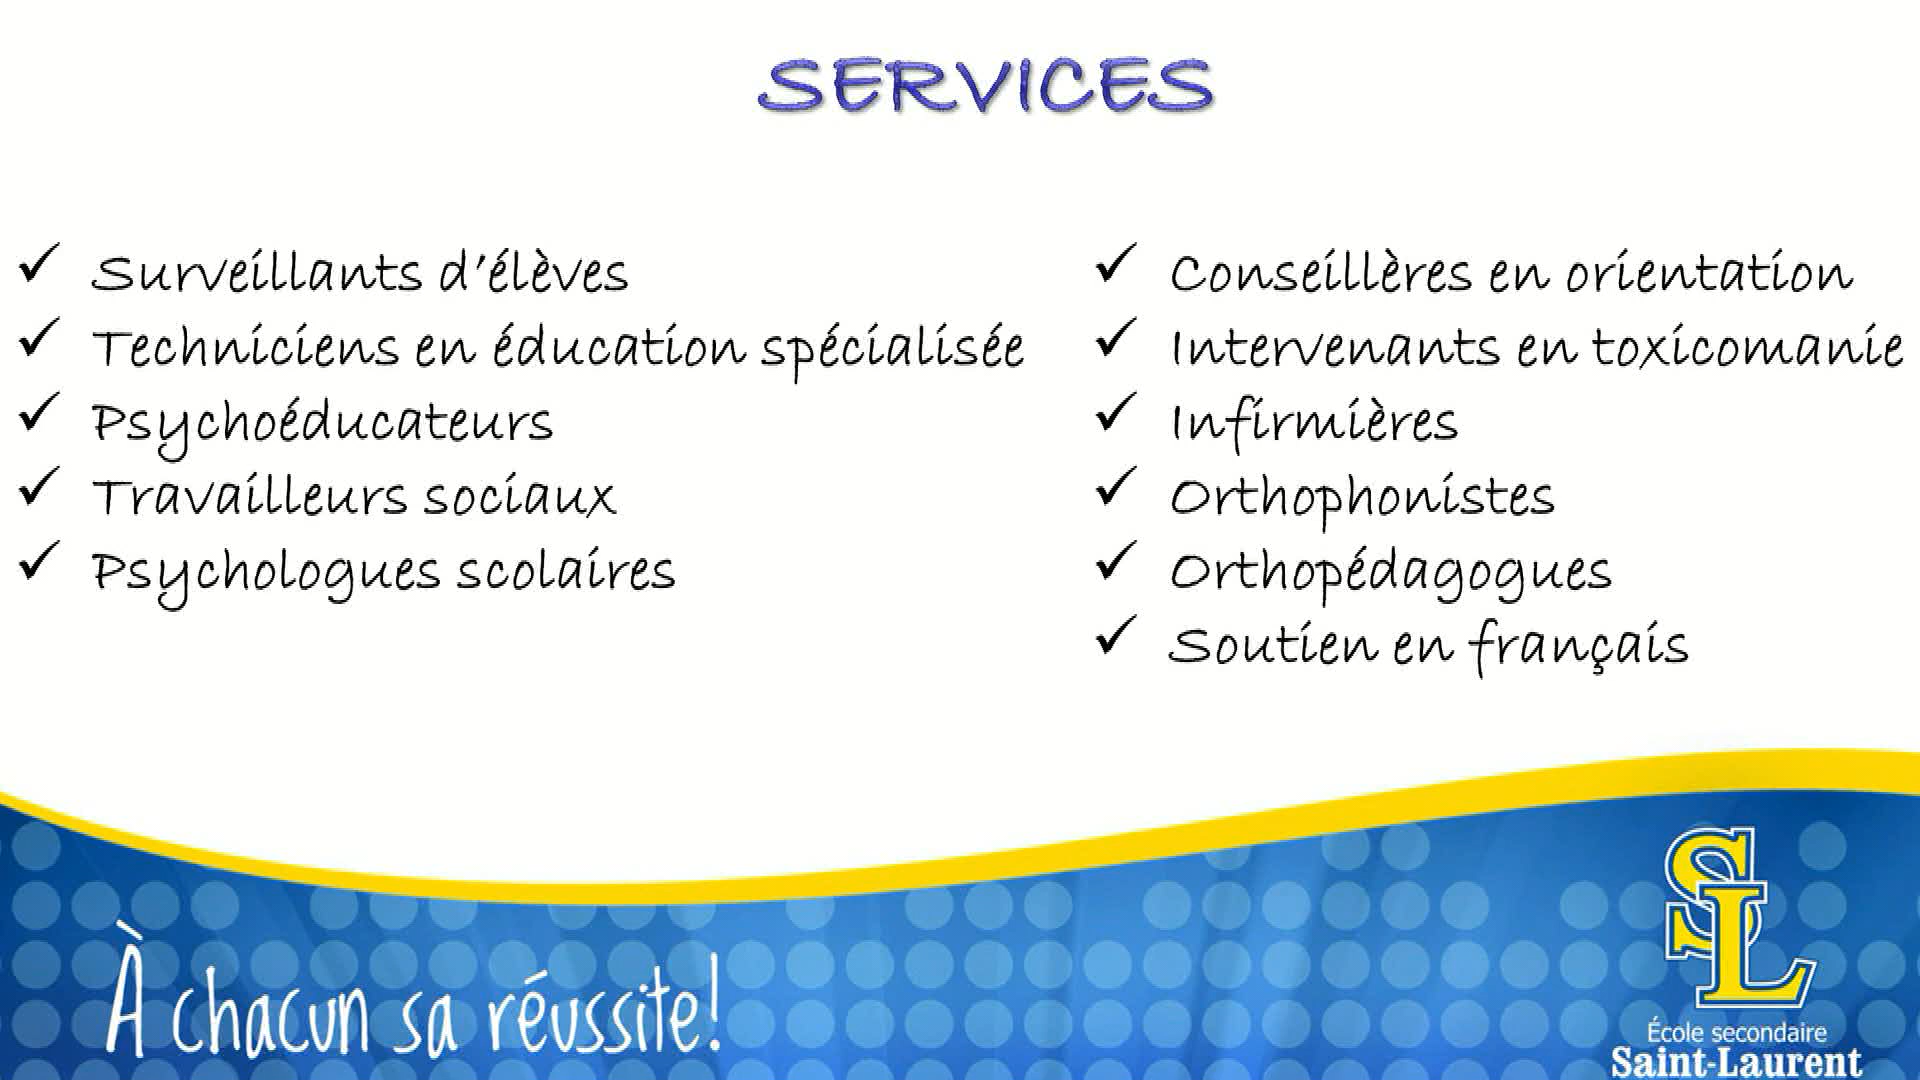 SERVICES
Surveillants d'élèves
Techniciens en éducation spécialisée
Psychoéducateurs
Travailleurs sociaux
Psychologues scolaires
Conseillères en orientation
Intervenants en toxicomanie
Infirmières
Orthophonistes
Orthopédagogues
Soutien en français
À chacun sa réussite!
SL
École secondaire
Saint-Laurent